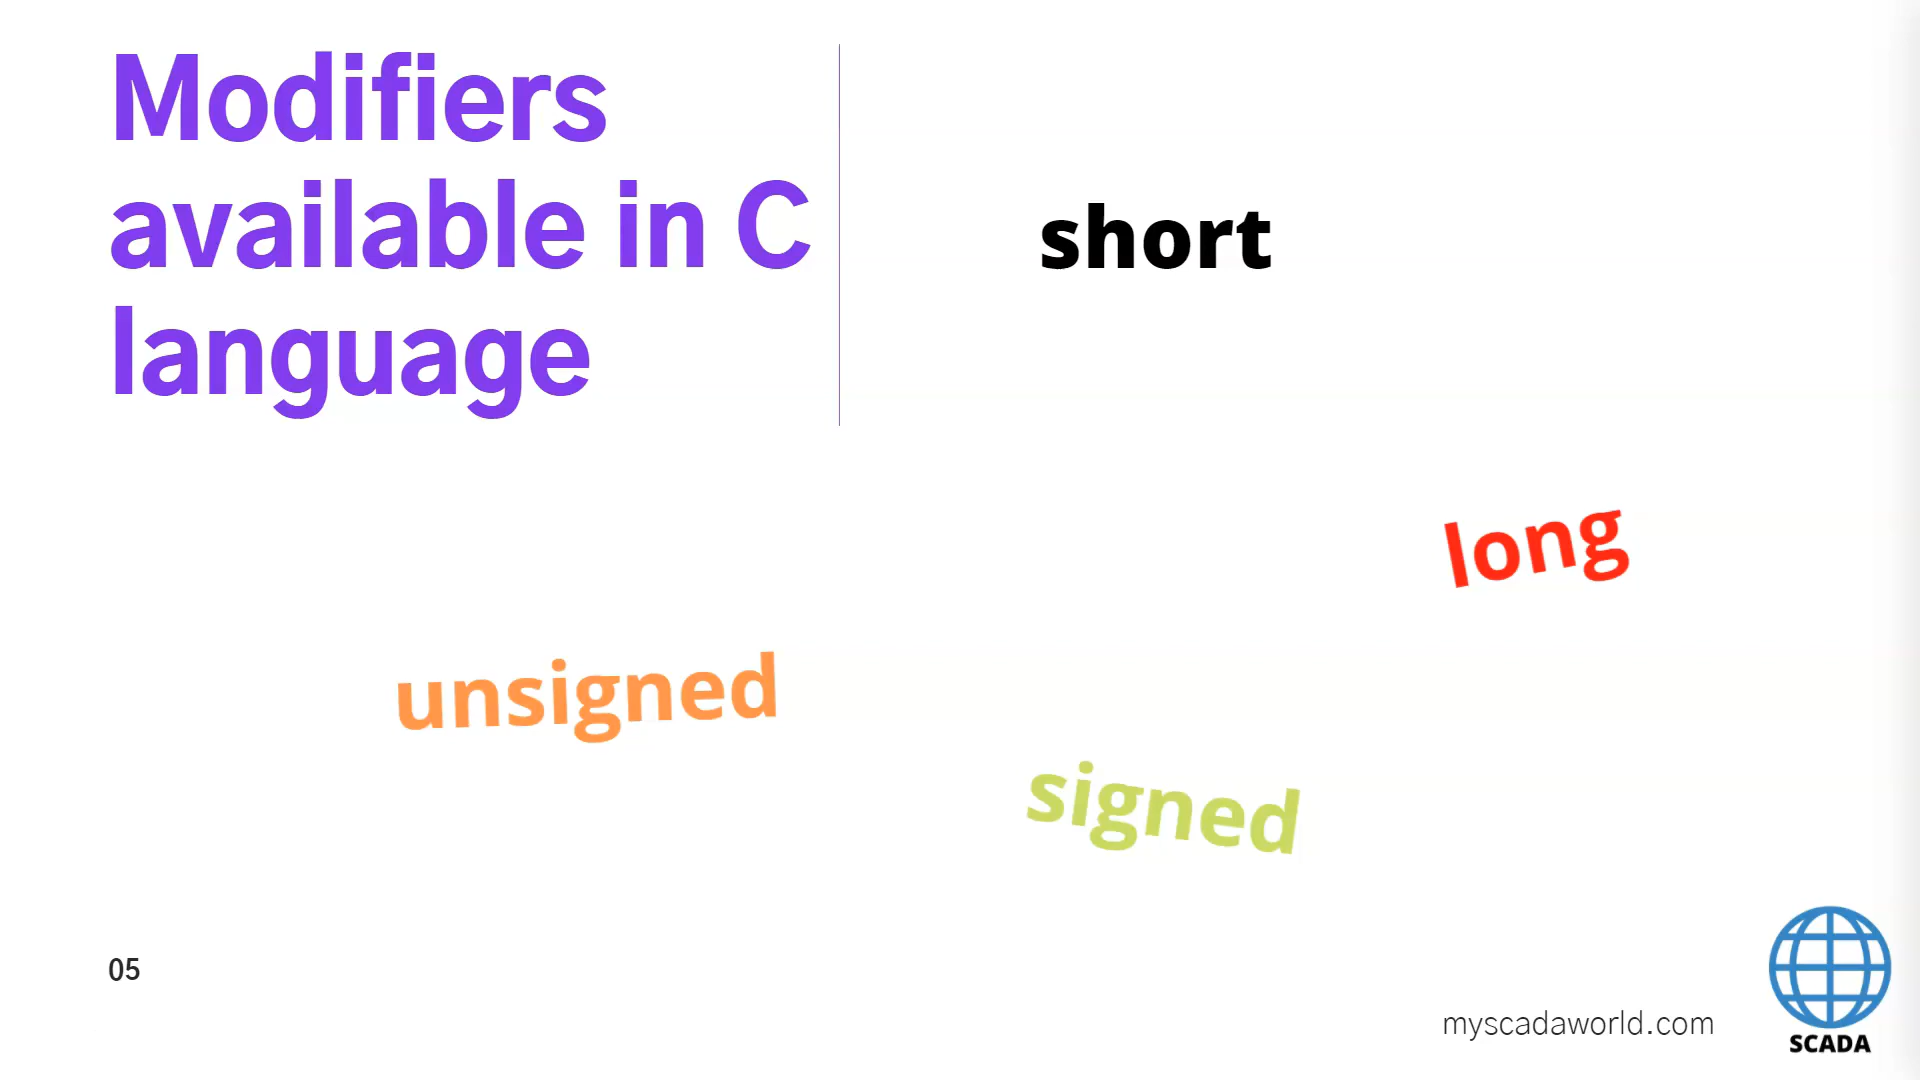 Modifiers
available in C
language
short
long
unsigned
signed
05
myscadaworld.com
SCADA